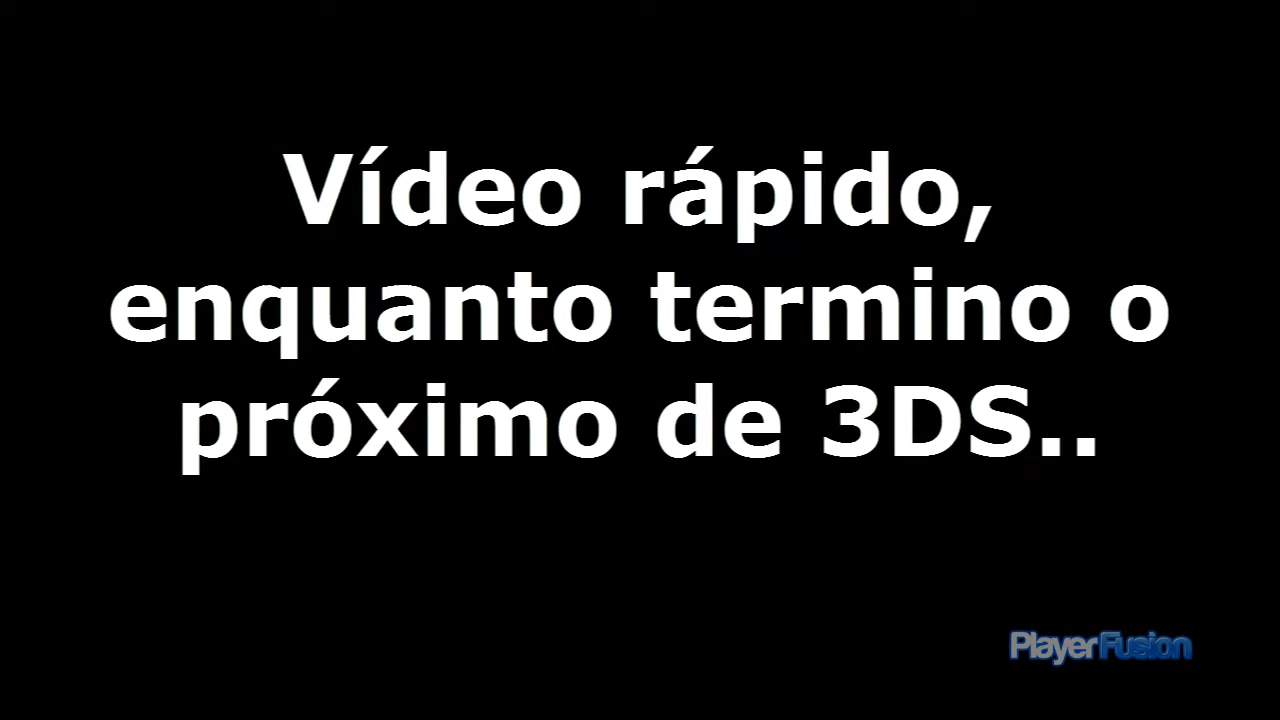 Vídeo rápido,
enquanto termino o
próximo de 3DS..
PlayerFusion